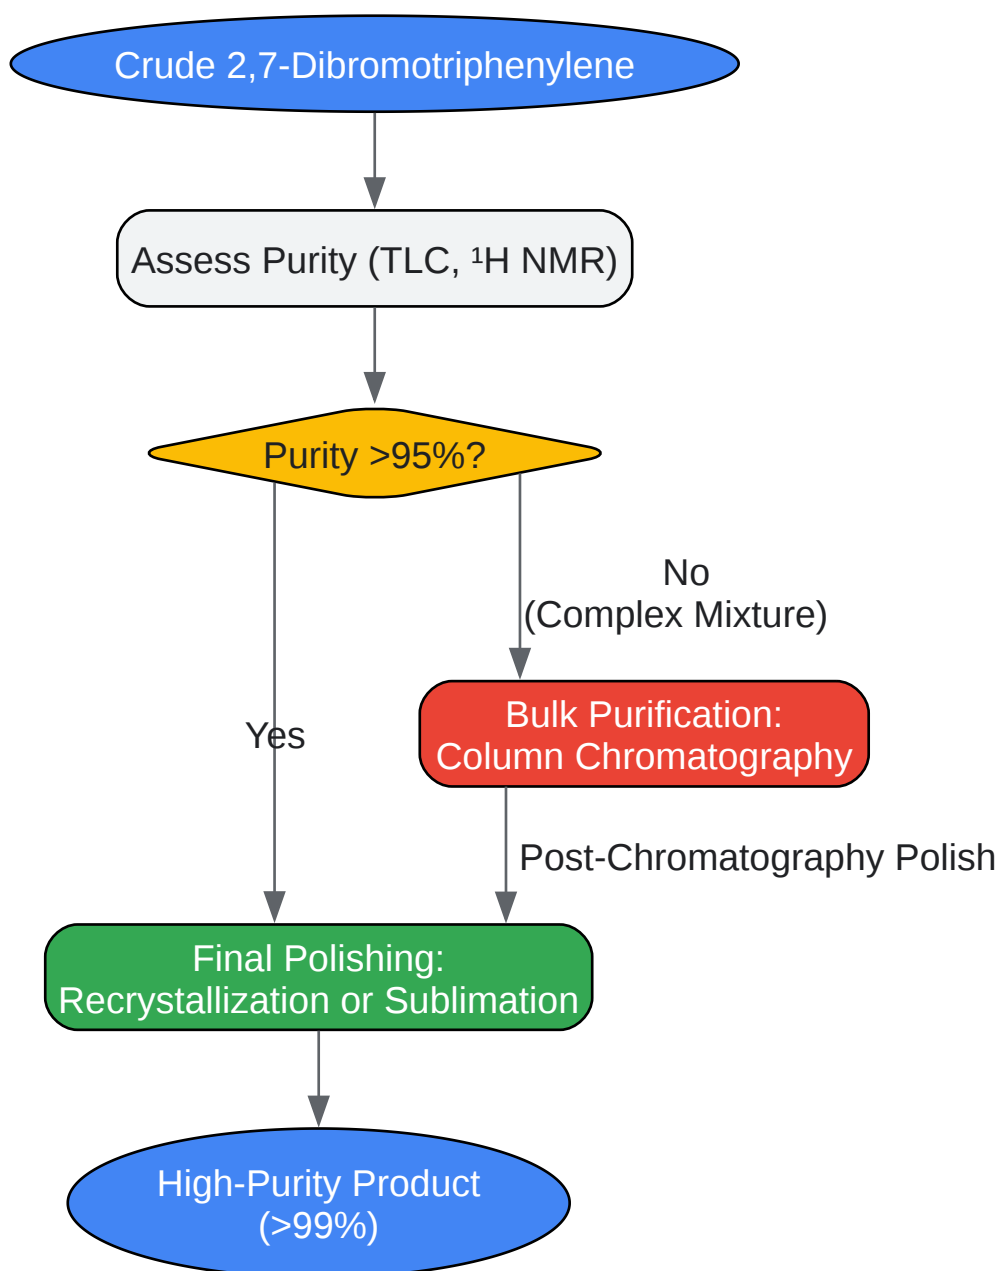 Crude 2,7-Dibromotriphenylene
Assess Purity (TLC, ¹H NMR)
Purity >95%?
No
(Complex Mixture)
Bulk Purification:
Column Chromatography
Yes
Post-Chromatography Polish
Final Polishing:
Recrystallization or Sublimation
High-Purity Product
(>99%)